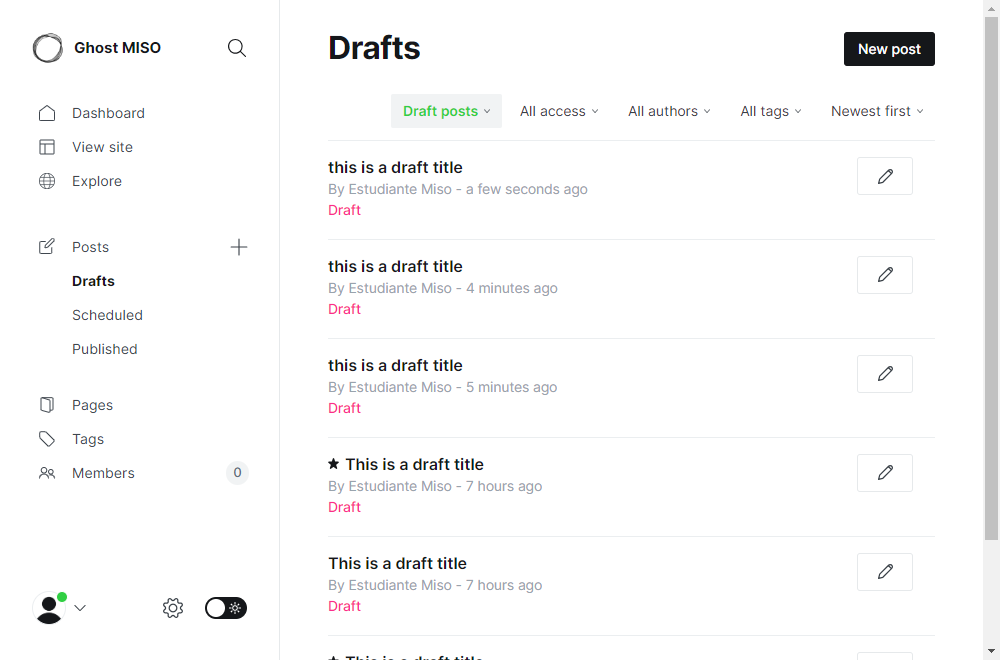 Ghost MISO
Dashboard
View site
Explore
Posts
Drafts
Scheduled
Published
Pages
Tags
Members 0
Drafts
New post
Draft posts All access All authors All tags Newest first
this is a draft title
By Estudiante Miso - a few seconds ago
Draft
this is a draft title
By Estudiante Miso - 4 minutes ago
Draft
this is a draft title
By Estudiante Miso - 5 minutes ago
Draft
This is a draft title
By Estudiante Miso - 7 hours ago
Draft
This is a draft title
By Estudiante Miso - 7 hours ago
Draft
This is a draft title